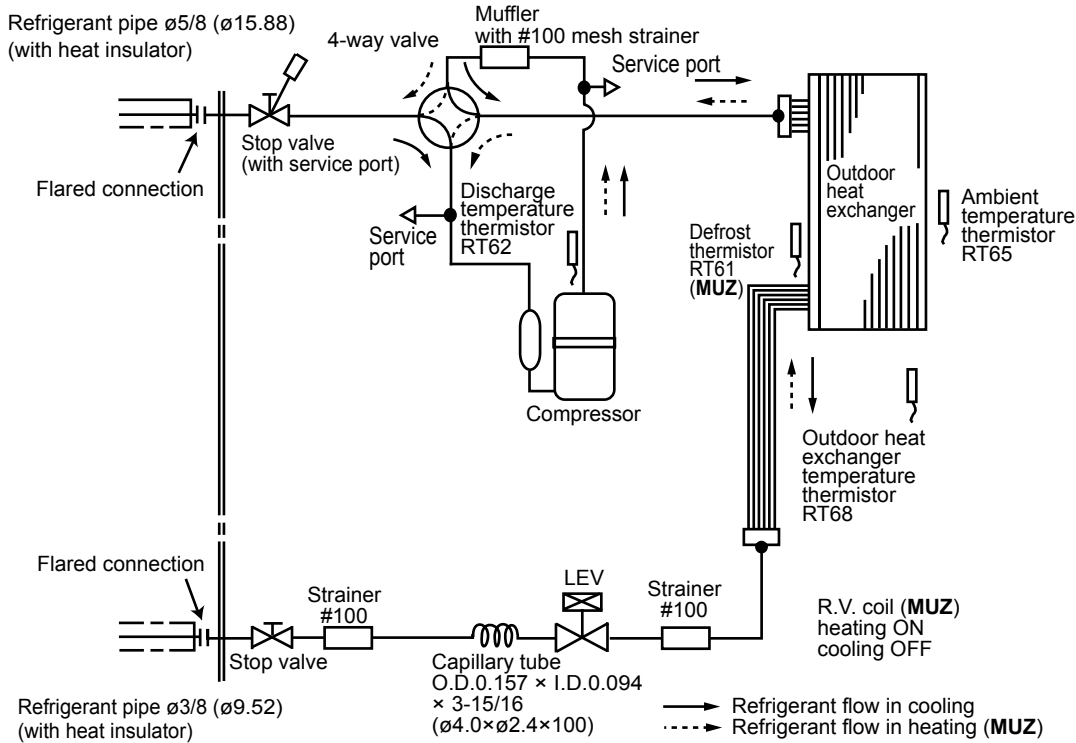 Refrigerant pipe ø5/8 (ø15.88)
(with heat insulator)
4-way valve
Muffler
with #100 mesh strainer
Service port
Stop valve
(with service port)
Flared connection
Service
port
Discharge
temperature
thermistor
RT62
Compressor
Outdoor
heat
exchanger
Defrost
thermistor
RT61
(MUZ)
Ambient
temperature
thermistor
RT65
Outdoor heat
exchanger
temperature
thermistor
RT68
Flared connection
Stop valve
Strainer
#100
Capillary tube
O.D.0.157 × I.D.0.094
× 3-15/16
(ø4.0×ø2.4×100)
LEV
Strainer
#100
R.V. coil (MUZ)
heating ON
cooling OFF
Refrigerant pipe ø3/8 (ø9.52)
(with heat insulator)
Refrigerant flow in cooling
Refrigerant flow in heating (MUZ)